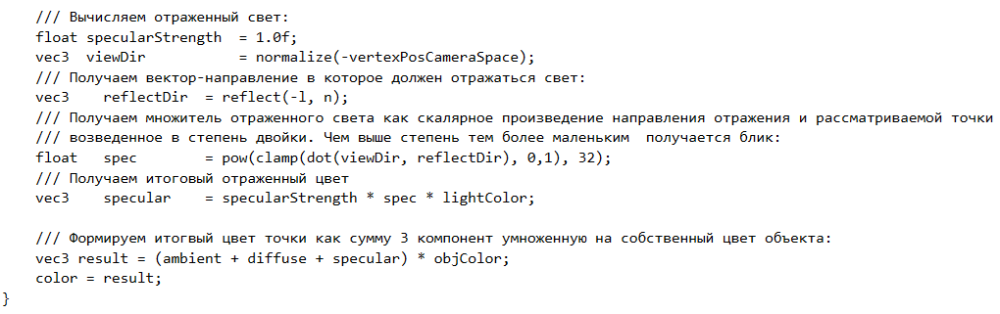 /// Вычисляем отраженный свет:
float specularStrength  = 1.0f;
vec3  viewDir           = normalize(-vertexPosCameraSpace);
/// Получаем вектор-направление в которое должен отражаться свет:
vec3    reflectDir  = reflect(-l, n);
/// Получаем множитель отраженного света как скалярное произведение направления отражения и рассматриваемой точки
/// возведенное в степень двойки. Чем выше степень тем более маленьким  получается блик:
float   spec        = pow(clamp(dot(viewDir, reflectDir), 0,1), 32);
/// Получаем итоговый отраженный цвет
vec3    specular    = specularStrength * spec * lightColor;
/// Формируем итогвый цвет точки как сумму 3 компонент умноженную на собственный цвет объекта:
vec3 result = (ambient + diffuse + specular) * objColor;
color = result;
}